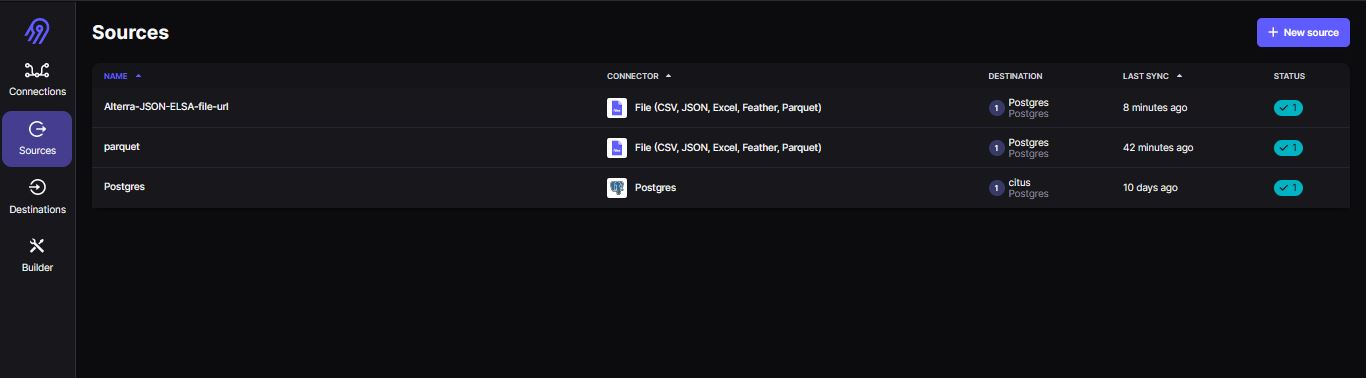 Sources
+ New source
Connections
Sources
Destinations
Builder
NAME CONNECTOR DESTINATION LAST SYNC STATUS
Alterra-JSON-ELSA-file-url File (CSV, JSON, Excel, Feather, Parquet) 1 Postgres 8 minutes ago 1
Postgres
parquet File (CSV, JSON, Excel, Feather, Parquet) 1 Postgres 42 minutes ago 1
Postgres
Postgres Postgres 1 citus 10 days ago 1
Postgres